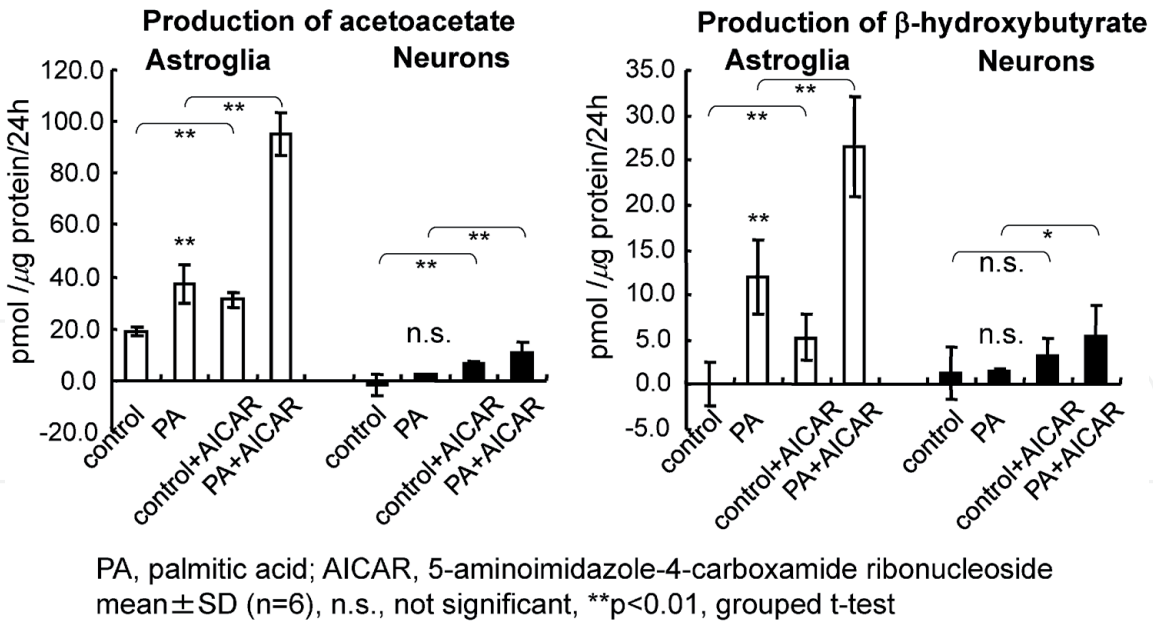 Production of acetoacetate
Astroglia Neurons
pmol /μg protein/24h
120.0
100.0
80.0
60.0
40.0
20.0
0.0
-20.0
**
**
**
**
**
n.s.
control
PA
control+AICAR
PA+AICAR
control
PA
control+AICAR
PA+AICAR
Production of β-hydroxybutyrate
Astroglia Neurons
pmol /μg protein/24h
35.0
30.0
25.0
20.0
15.0
10.0
5.0
0.0
-5.0
**
**
**
*
n.s.
n.s.
control
PA
control+AICAR
PA+AICAR
control
PA
control+AICAR
PA+AICAR
PA, palmitic acid; AICAR, 5-aminoimidazole-4-carboxamide ribonucleoside
mean±SD (n=6), n.s., not significant, **p<0.01, grouped t-test